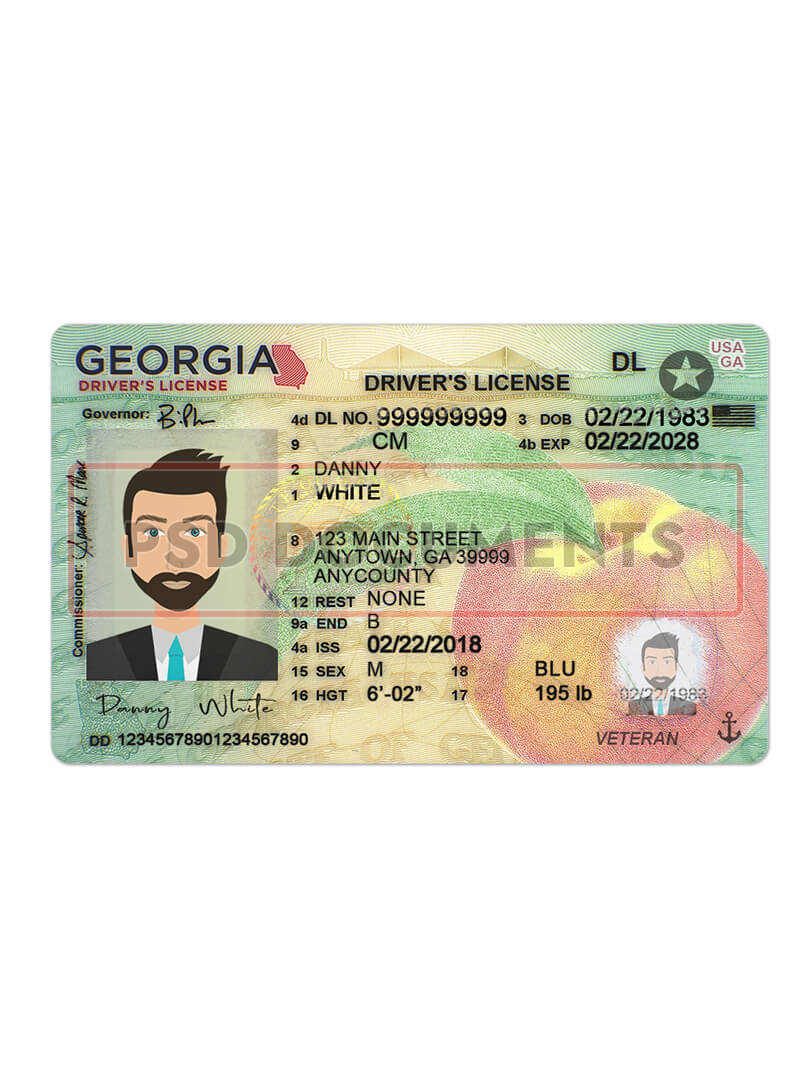 GEORGIA
DRIVER'S LICENSE
DRIVER'S LICENSE
DL
USA
GA
Governor:
4d DL NO. 999999999 3 DOB 02/22/1983
9 CM 4b EXP 02/22/2028
2 DANNY
1 WHITE
PSD DOCUMENTS
8 123 MAIN STREET
ANYTOWN, GA 39999
ANYCOUNTY
12 REST NONE
9a END B
4a ISS 02/22/2018
15 SEX M 18 BLU
16 HGT 6'-02" 17 195 lb
02/22/1983
Commissioner:
Danny White
DD 12345678901234567890
VETERAN